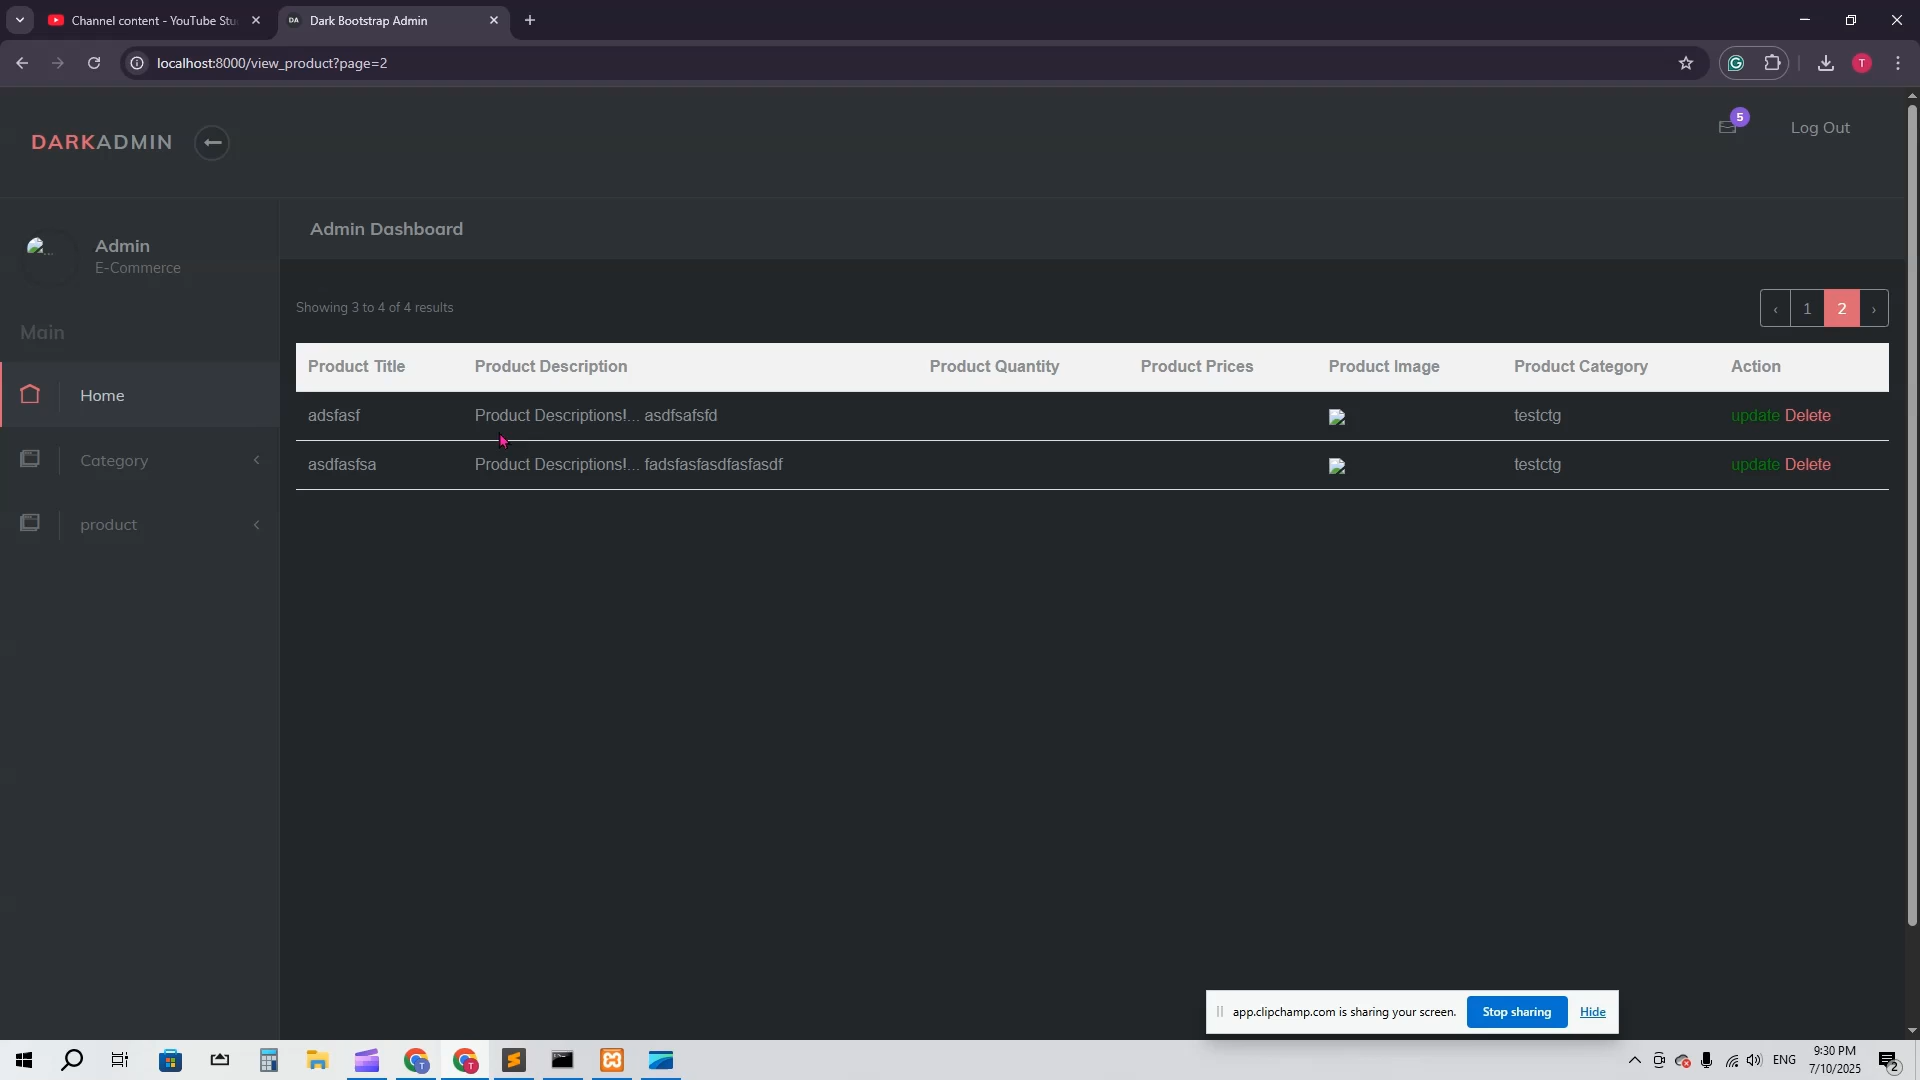 Channel content - YouTube Stu
DA Dark Bootstrap Admin
localhost:8000/view_product?page=2
T
DARKADMIN
5
Log Out
Admin
E-Commerce
Admin Dashboard
Main
Home
Category
product
Showing 3 to 4 of 4 results
‹ 1 2 ›
Product Title Product Description Product Quantity Product Prices Product Image Product Category Action
adsfasf Product Descriptions!... asdfsafsfd testctg update Delete
asdfasfsa Product Descriptions!... fadsfasfasdfasfasdf testctg update Delete
app.clipchamp.com is sharing your screen. Stop sharing Hide
ENG
9:30 PM
7/10/2025
2